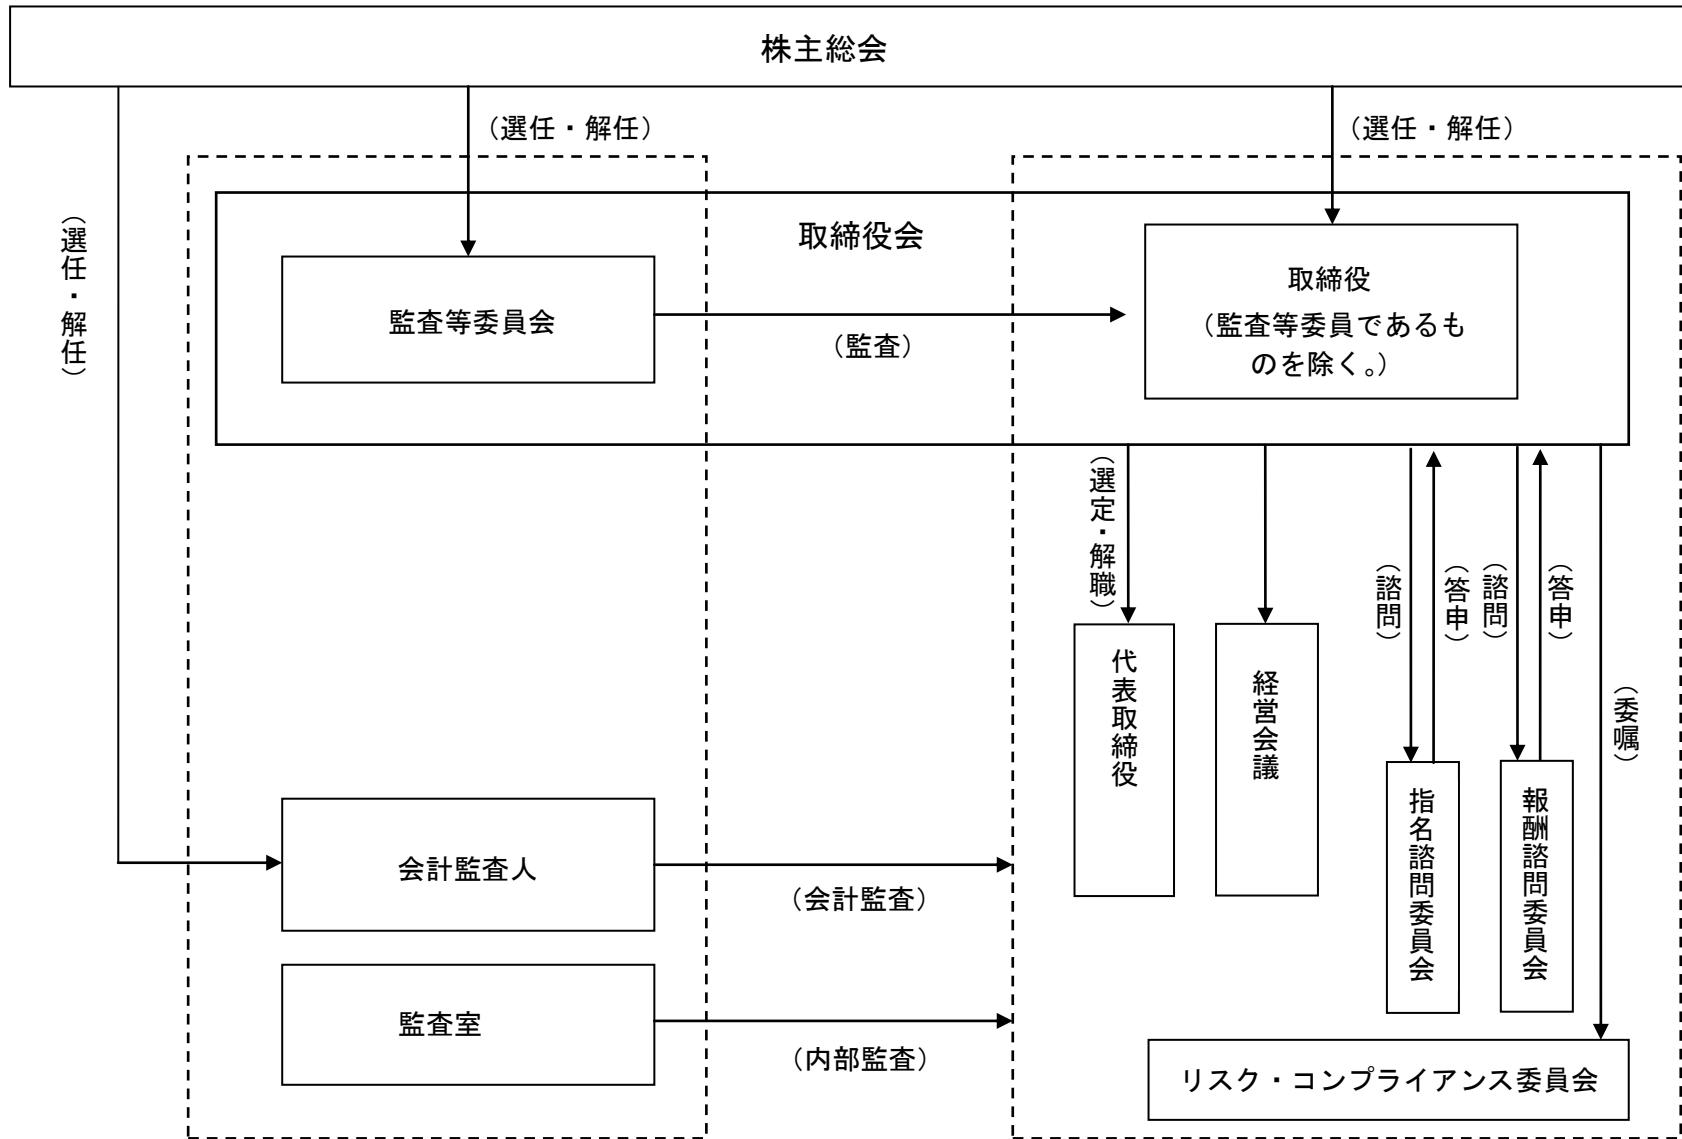 株主総会
（選任・解任）
（選任・解任）
（選任・解任）
取締役会
監査等委員会
（監査）
取締役
（監査等委員であるも
のを除く。）
（選定・解職）
（諮問）
（答申）
（諮問）
（答申）
（委嘱）
代表取締役
経営会議
指名諮問委員会
報酬諮問委員会
会計監査人
（会計監査）
監査室
（内部監査）
リスク・コンプライアンス委員会